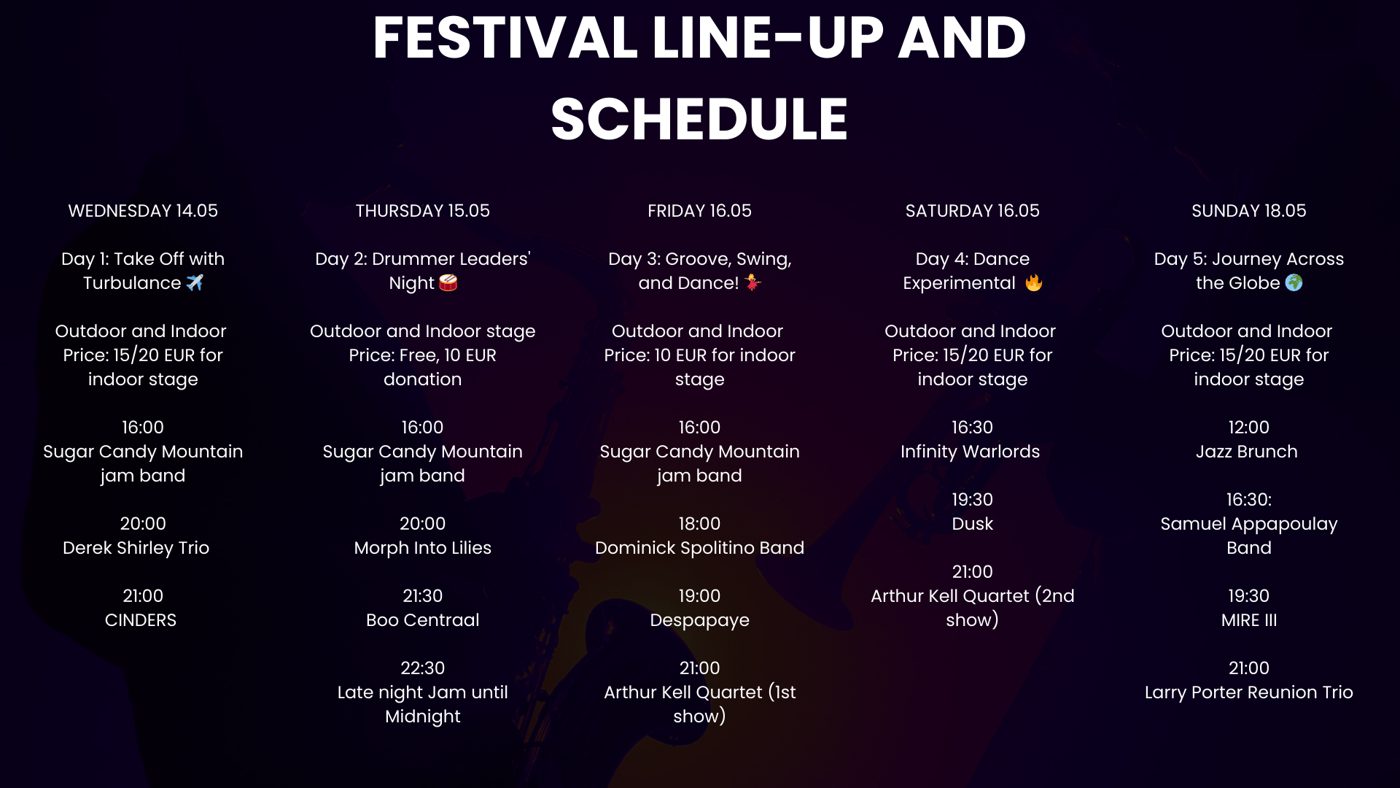 FESTIVAL LINE-UP AND
SCHEDULE
WEDNESDAY 14.05
Day 1: Take Off with
Turbulance ✈️
Outdoor and Indoor
Price: 15/20 EUR for
indoor stage
16:00
Sugar Candy Mountain
jam band
20:00
Derek Shirley Trio
21:00
CINDERS
THURSDAY 15.05
Day 2: Drummer Leaders'
Night 🥁
Outdoor and Indoor stage
Price: Free, 10 EUR
donation
16:00
Sugar Candy Mountain
jam band
20:00
Morph Into Lilies
21:30
Boo Centraal
22:30
Late night Jam until
Midnight
FRIDAY 16.05
Day 3: Groove, Swing,
and Dance! 💃
Outdoor and Indoor
Price: 10 EUR for indoor
stage
16:00
Sugar Candy Mountain
jam band
18:00
Dominick Spolitino Band
19:00
Despapaye
21:00
Arthur Kell Quartet (1st
show)
SATURDAY 16.05
Day 4: Dance
Experimental 🔥
Outdoor and Indoor
Price: 15/20 EUR for
indoor stage
16:30
Infinity Warlords
19:30
Dusk
21:00
Arthur Kell Quartet (2nd
show)
SUNDAY 18.05
Day 5: Journey Across
the Globe 🌍
Outdoor and Indoor
Price: 15/20 EUR for
indoor stage
12:00
Jazz Brunch
16:30:
Samuel Appapoulay
Band
19:30
MIRE III
21:00
Larry Porter Reunion Trio